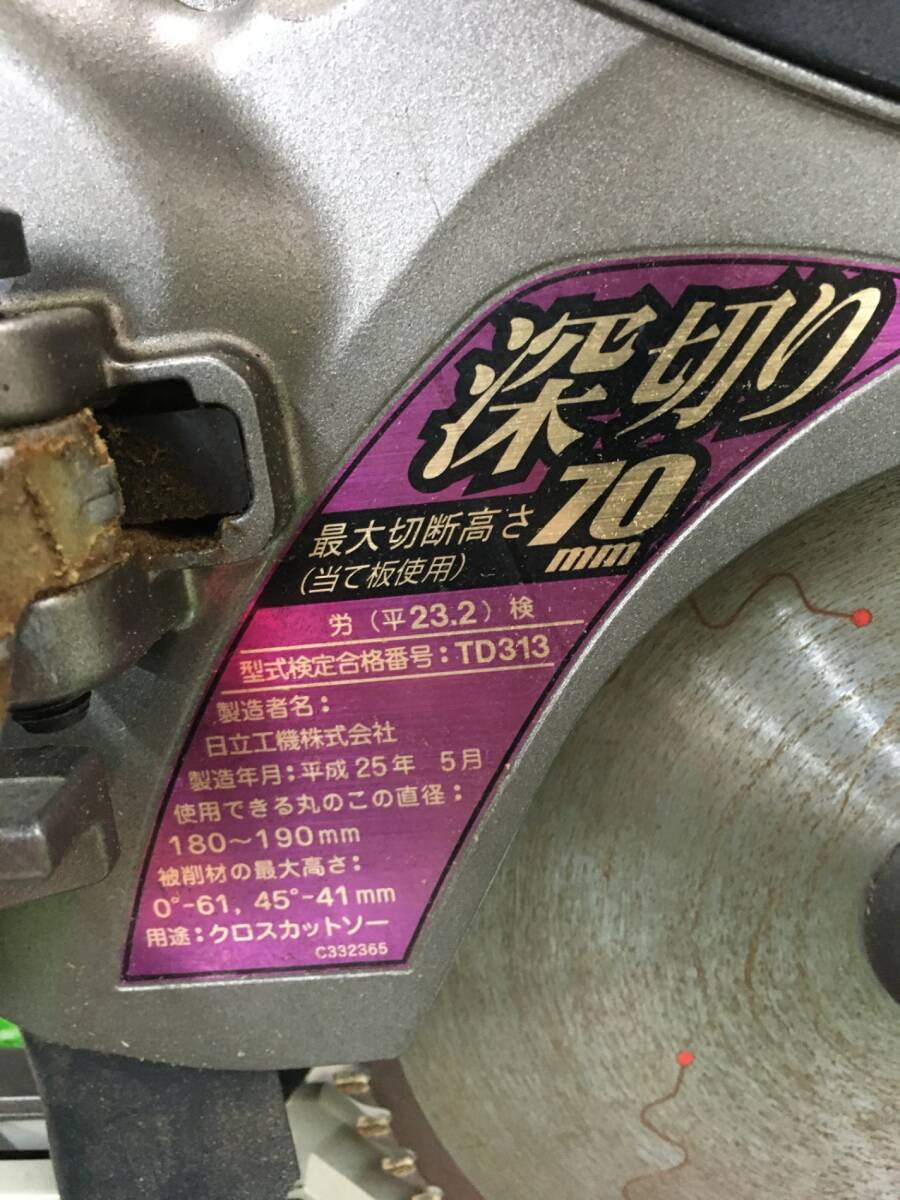 深切り
70
mm
最大切断高さ
(当て板使用)
労(平23.2)検
型式検定合格番号:TD313
製造者名:
日立工機株式会社
製造年月:平成25年 5月
使用できる丸のこの直径:
180〜190mm
被削材の最大高さ:
0°-61, 45°-41mm
用途:クロスカットソー
C332365